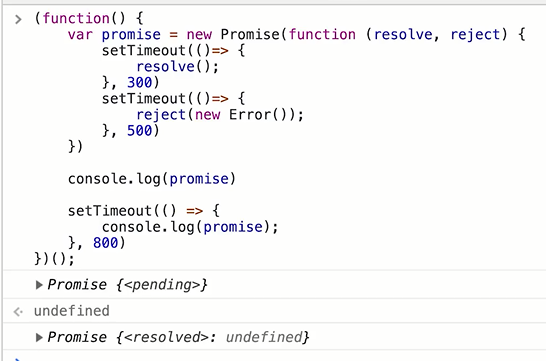 (function() {
    var promise = new Promise(function (resolve, reject) {
        setTimeout(()=> {
            resolve();
        }, 300)
        setTimeout(()=> {
            reject(new Error());
        }, 500)
    })

    console.log(promise)

    setTimeout(() => {
        console.log(promise);
    }, 800)
})();
Promise {<pending>}
undefined
Promise {<resolved>: undefined}